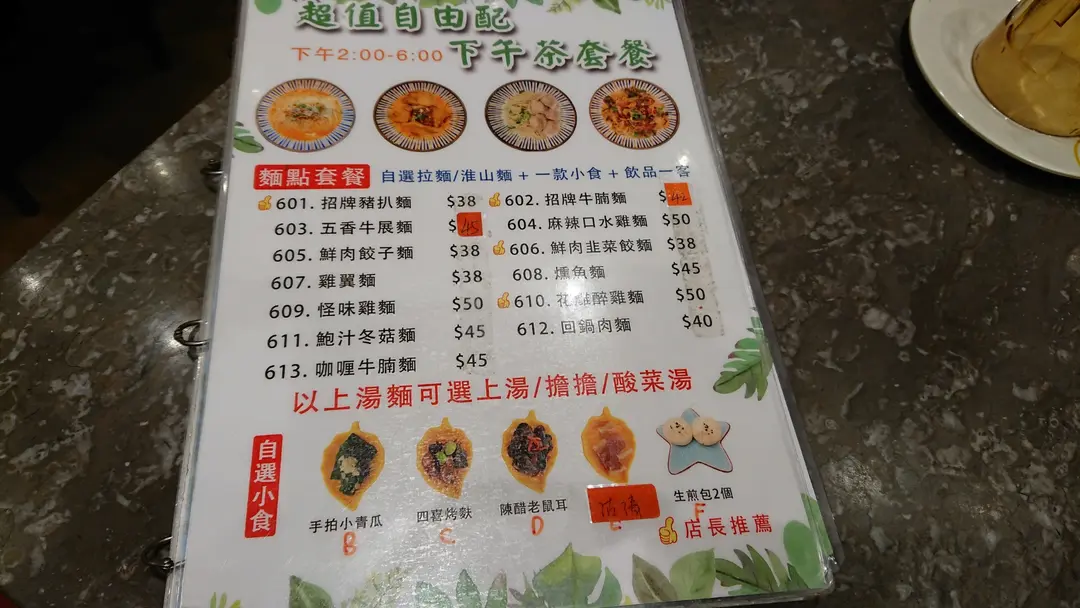 超值自由配
下午2:00-6:00 下午茶套餐
麵點套餐 自選拉麵/淮山麵 + 一款小食 + 飲品一客
601. 招牌豬扒麵 $38
602. 招牌牛腩麵 $42
603. 五香牛展麵 $45
604. 麻辣口水雞麵 $50
605. 鮮肉餃子麵 $38
606. 鮮肉韭菜餃麵 $38
607. 雞翼麵 $38
608. 燻魚麵 $45
609. 怪味雞麵 $50
610. 花雕醉雞麵 $50
611. 鮑汁冬菇麵 $45
612. 回鍋肉麵 $40
613. 咖喱牛腩麵 $45
以上湯麵可選上湯/擔擔/酸菜湯
自選小食
手拍小青瓜
B
四喜烤麩
C
陳醋老鼠耳
D
E
生煎包2個
F
店長推薦